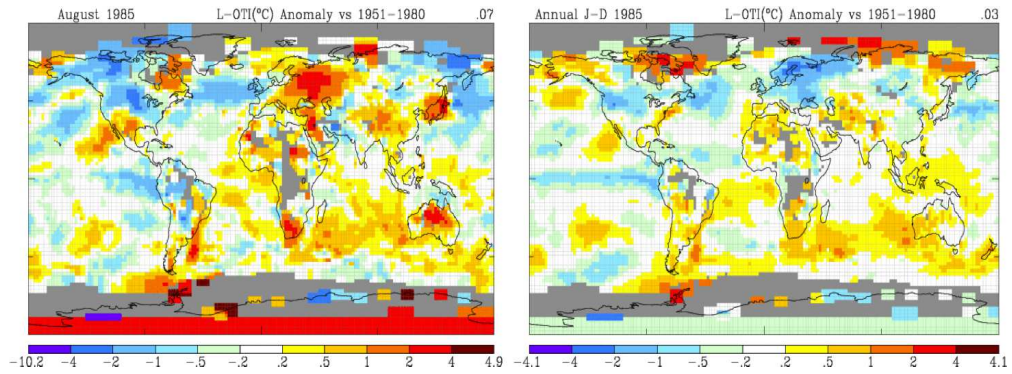 August 1985 L-OTI(°C) Anomaly vs 1951-1980 .07
-10.2 -4 -2 -1 -.5 -.2 .2 .5 1 2 4 4.9
Annual J-D 1985 L-OTI(°C) Anomaly vs 1951-1980 .03
-4.1 -4 -2 -1 -.5 -.2 .2 .5 1 2 4 4.1